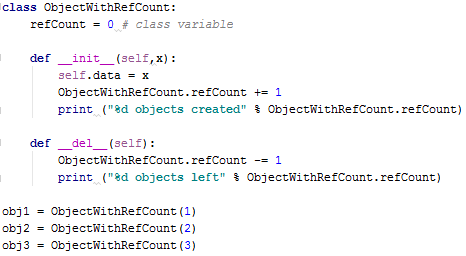 class ObjectWithRefCount:
    refCount = 0 # class variable

    def __init__(self,x):
        self.data = x
        ObjectWithRefCount.refCount += 1
        print ("%d objects created" % ObjectWithRefCount.refCount)

    def __del__(self):
        ObjectWithRefCount.refCount -= 1
        print ("%d objects left" % ObjectWithRefCount.refCount)

obj1 = ObjectWithRefCount(1)
obj2 = ObjectWithRefCount(2)
obj3 = ObjectWithRefCount(3)